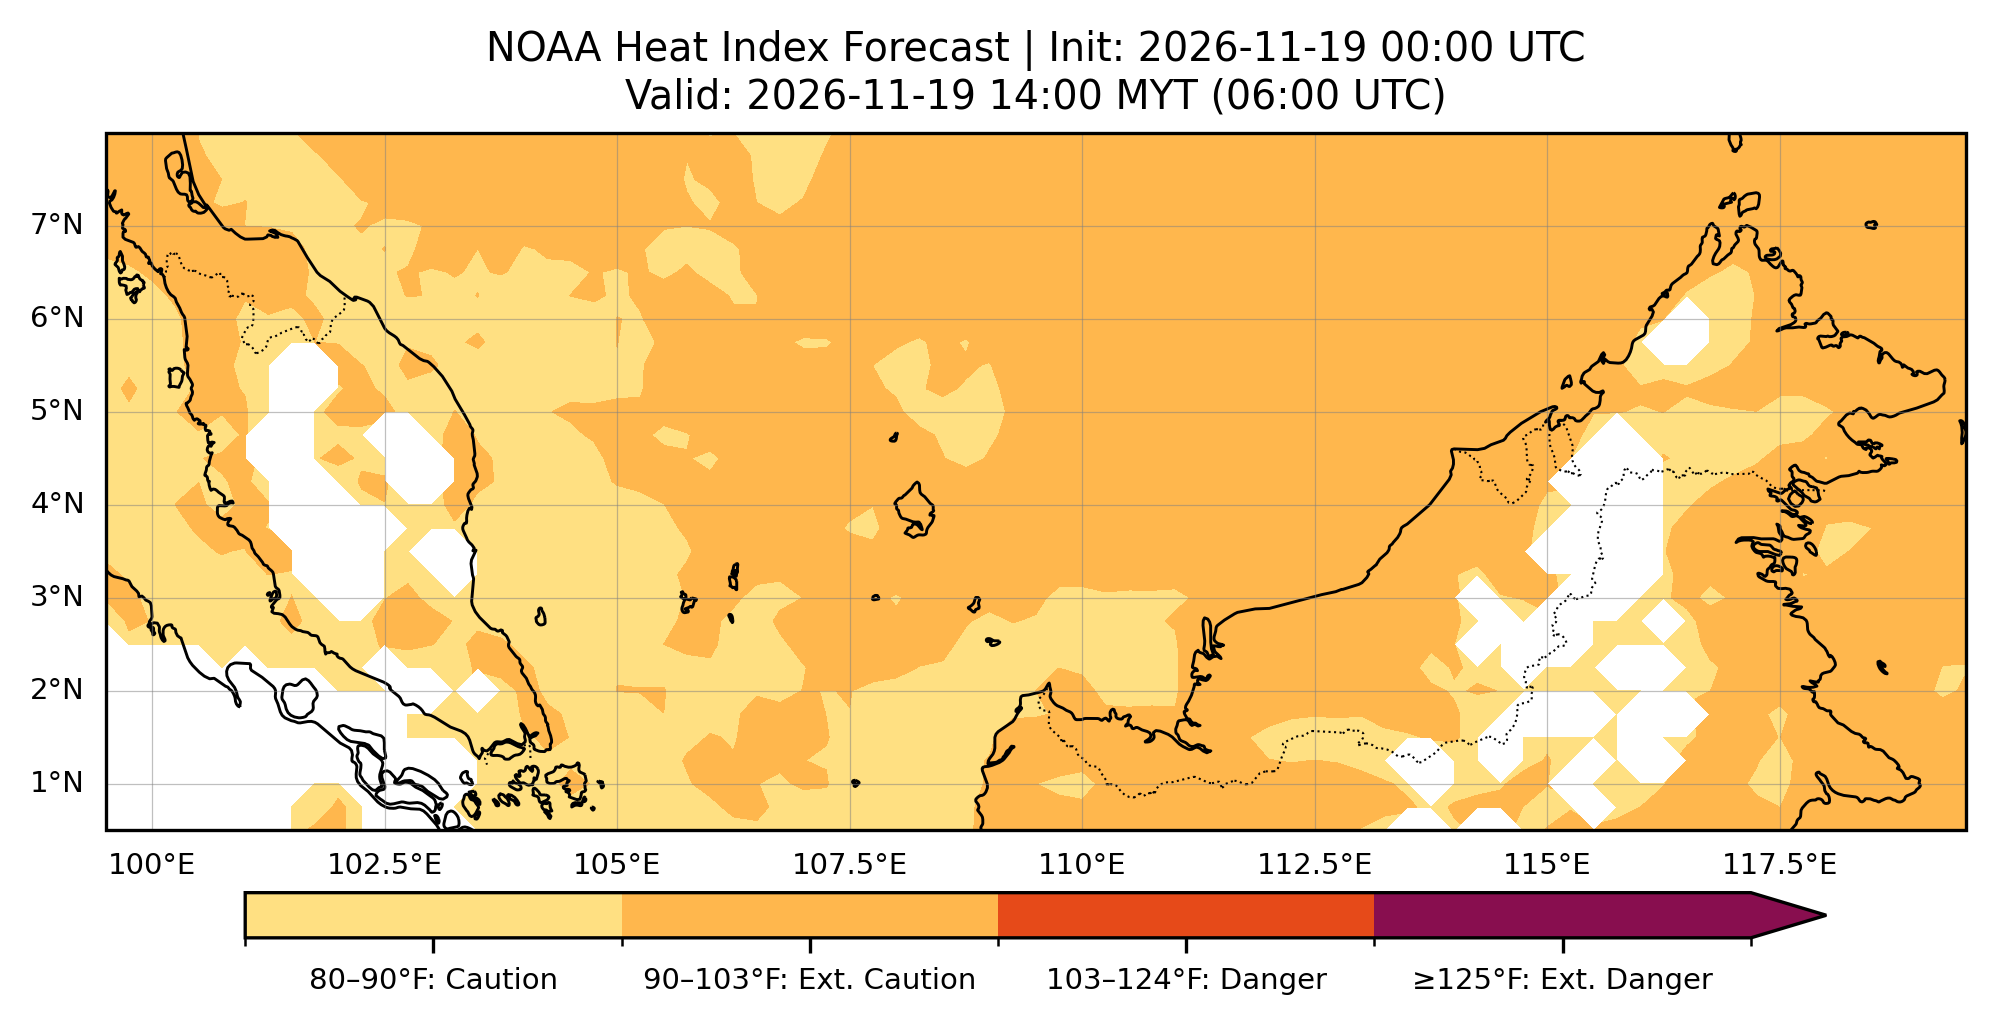 NOAA Heat Index Forecast | Init: 2026-11-19 00:00 UTC
Valid: 2026-11-19 14:00 MYT (06:00 UTC)
7°N
6°N
5°N
4°N
3°N
2°N
1°N
100°E 102.5°E 105°E 107.5°E 110°E 112.5°E 115°E 117.5°E
80–90°F: Caution 90–103°F: Ext. Caution 103–124°F: Danger ≥125°F: Ext. Danger